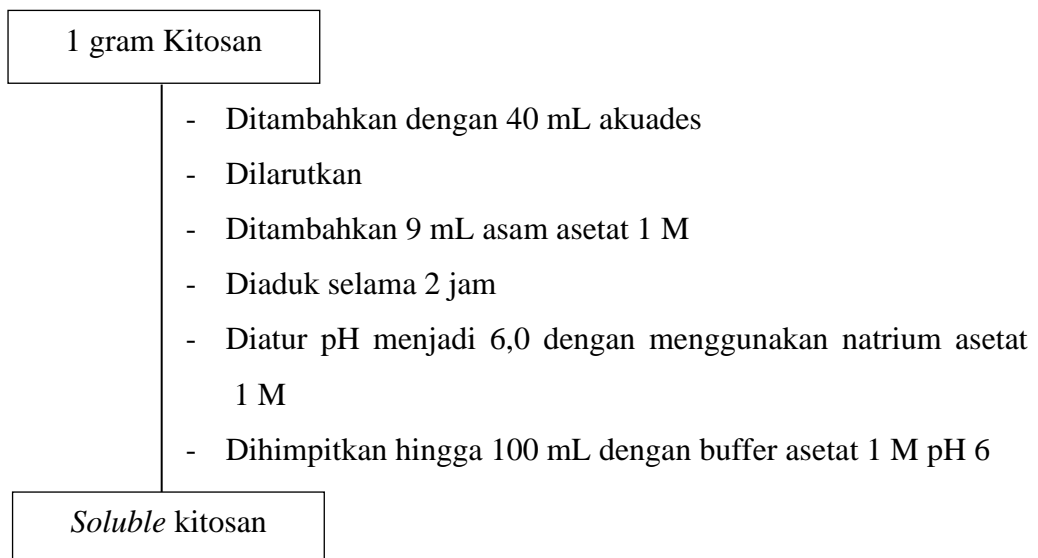 1 gram Kitosan
- Ditambahkan dengan 40 mL akuades
- Dilarutkan
- Ditambahkan 9 mL asam asetat 1 M
- Diaduk selama 2 jam
- Diatur pH menjadi 6,0 dengan menggunakan natrium asetat
1 M
- Dihimpitkan hingga 100 mL dengan buffer asetat 1 M pH 6
Soluble kitosan